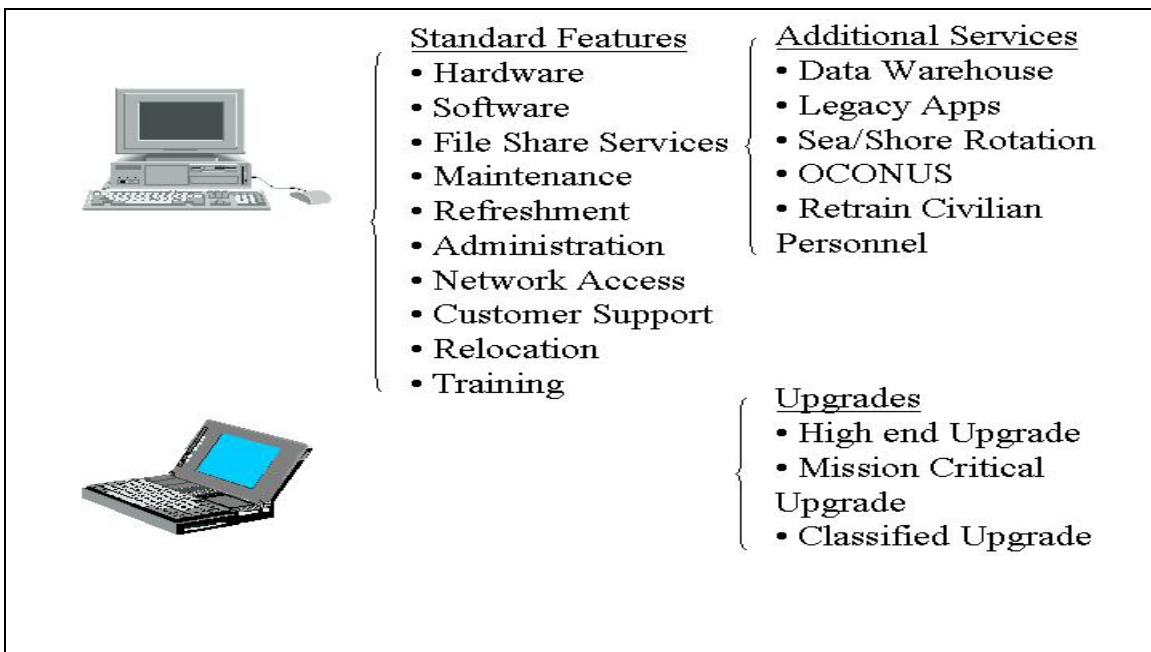 Standard Features
• Hardware
• Software
• File Share Services
• Maintenance
• Refreshment
• Administration
• Network Access
• Customer Support
• Relocation
• Training
Additional Services
• Data Warehouse
• Legacy Apps
• Sea/Shore Rotation
• OCONUS
• Retrain Civilian
Personnel
Upgrades
• High end Upgrade
• Mission Critical
Upgrade
• Classified Upgrade